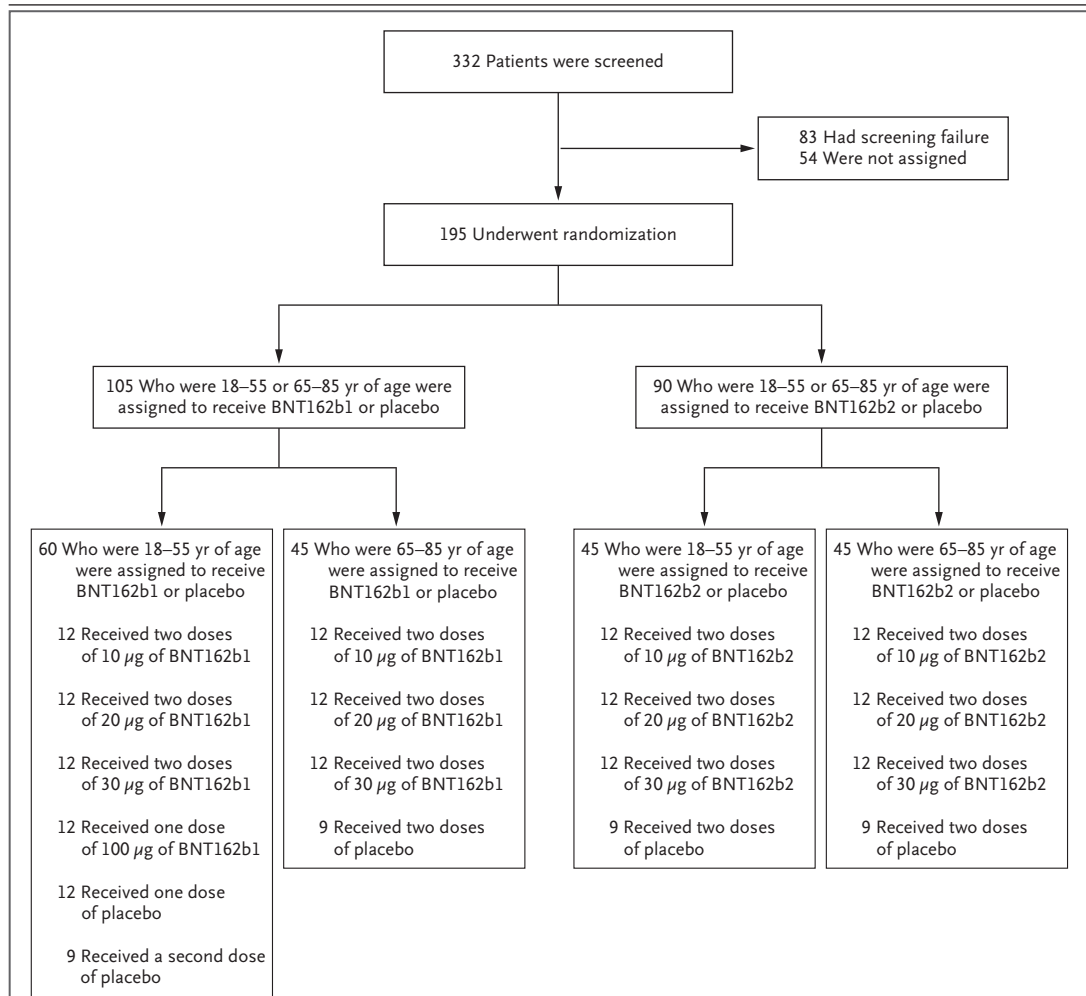 332 Patients were screened
83 Had screening failure
54 Were not assigned
195 Underwent randomization
105 Who were 18–55 or 65–85 yr of age were
assigned to receive BNT162b1 or placebo
90 Who were 18–55 or 65–85 yr of age were
assigned to receive BNT162b2 or placebo
60 Who were 18–55 yr of age
were assigned to receive
BNT162b1 or placebo
12 Received two doses
of 10 µg of BNT162b1
12 Received two doses
of 20 µg of BNT162b1
12 Received two doses
of 30 µg of BNT162b1
12 Received one dose
of 100 µg of BNT162b1
12 Received one dose
of placebo
9 Received a second dose
of placebo
45 Who were 65–85 yr of age
were assigned to receive
BNT162b1 or placebo
12 Received two doses
of 10 µg of BNT162b1
12 Received two doses
of 20 µg of BNT162b1
12 Received two doses
of 30 µg of BNT162b1
9 Received two doses
of placebo
45 Who were 18–55 yr of age
were assigned to receive
BNT162b2 or placebo
12 Received two doses
of 10 µg of BNT162b2
12 Received two doses
of 20 µg of BNT162b2
12 Received two doses
of 30 µg of BNT162b2
9 Received two doses
of placebo
45 Who were 65–85 yr of age
were assigned to receive
BNT162b2 or placebo
12 Received two doses
of 10 µg of BNT162b2
12 Received two doses
of 20 µg of BNT162b2
12 Received two doses
of 30 µg of BNT162b2
9 Received two doses
of placebo